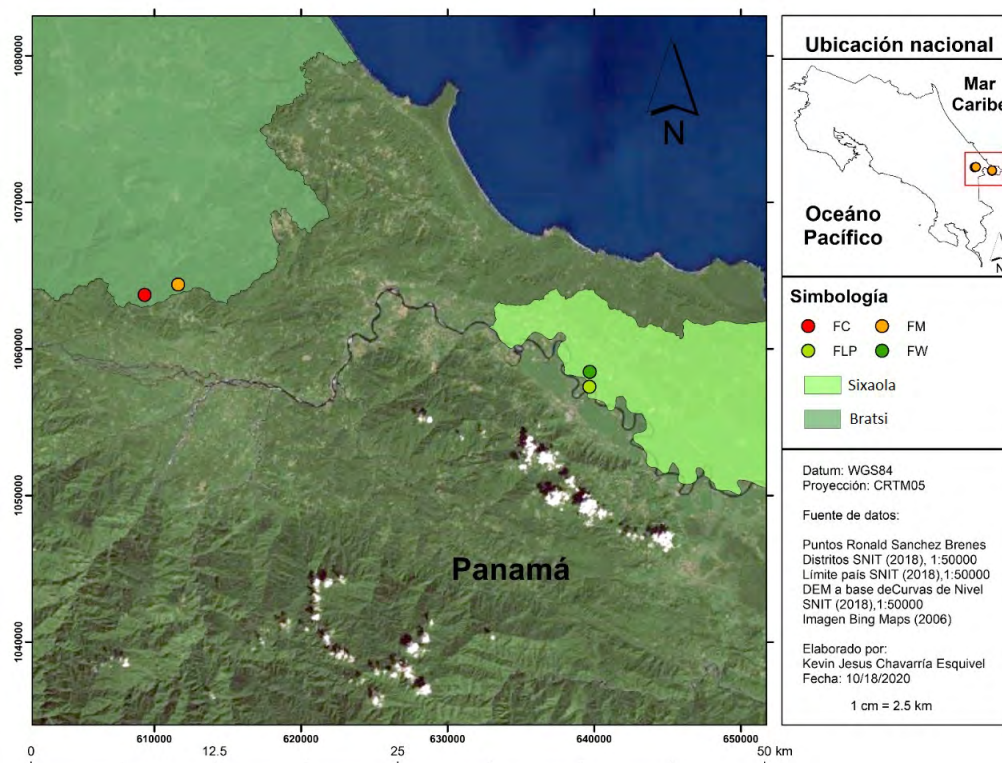 1080000
1070000
1060000
1050000
1040000
N
Panamá
610000
620000
630000
640000
650000
0
12.5
25
50 km
Ubicación nacional
Mar
Caribe
Oceáno
Pacífico
N
Simbología
FC
FM
FLP
FW
Sixaola
Bratsi
Datum: WGS84
Proyección: CRTM05
Fuente de datos:
Puntos Ronald Sanchez Brenes
Distritos SNIT (2018), 1:50000
Límite país SNIT (2018),1:50000
DEM a base deCurvas de Nivel
SNIT (2018),1:50000
Imagen Bing Maps (2006)
Elaborado por:
Kevin Jesus Chavarría Esquivel
Fecha: 10/18/2020
1 cm = 2.5 km